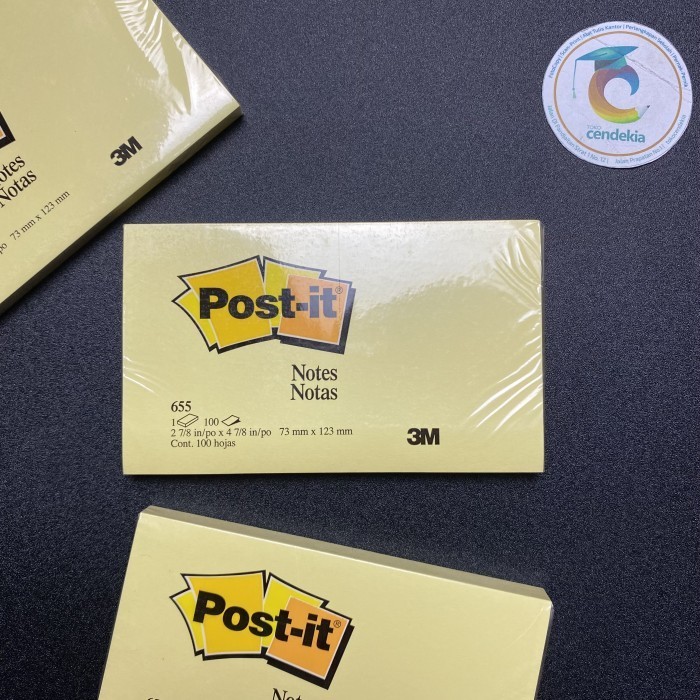 otes
Notas
po 73 mm x 123 mm
3M
TOKO
cendekia
Post-it®
Notes
Notas
655
1 100
2 7/8 in/po x 4 7/8 in/po 73 mm x 123 mm
Cont. 100 hojas
3M
Post-it®